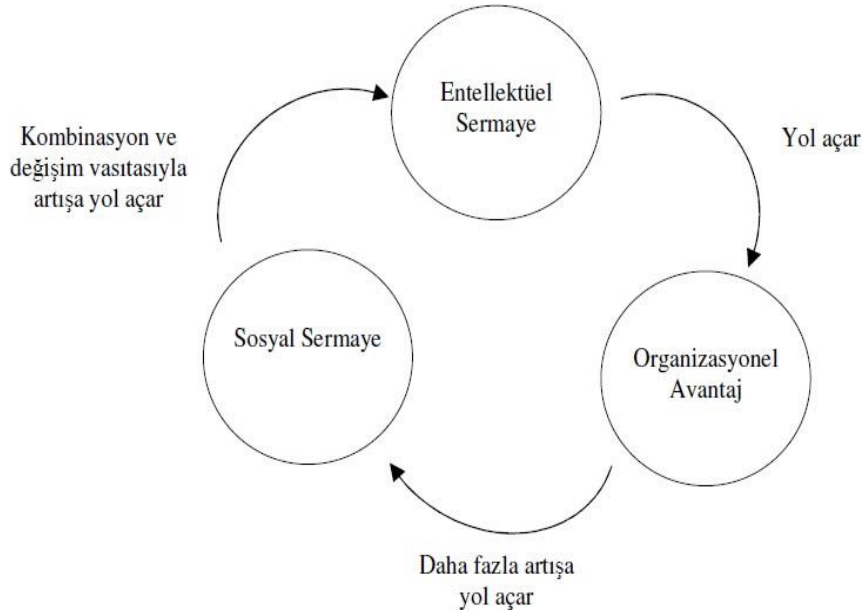 Entellektüel
Sermaye
Kombinasyon ve
değişim vasıtasıyla
artışa yol açar
Yol açar
Sosyal Sermaye
Organizasyonel
Avantaj
Daha fazla artışa
yol açar